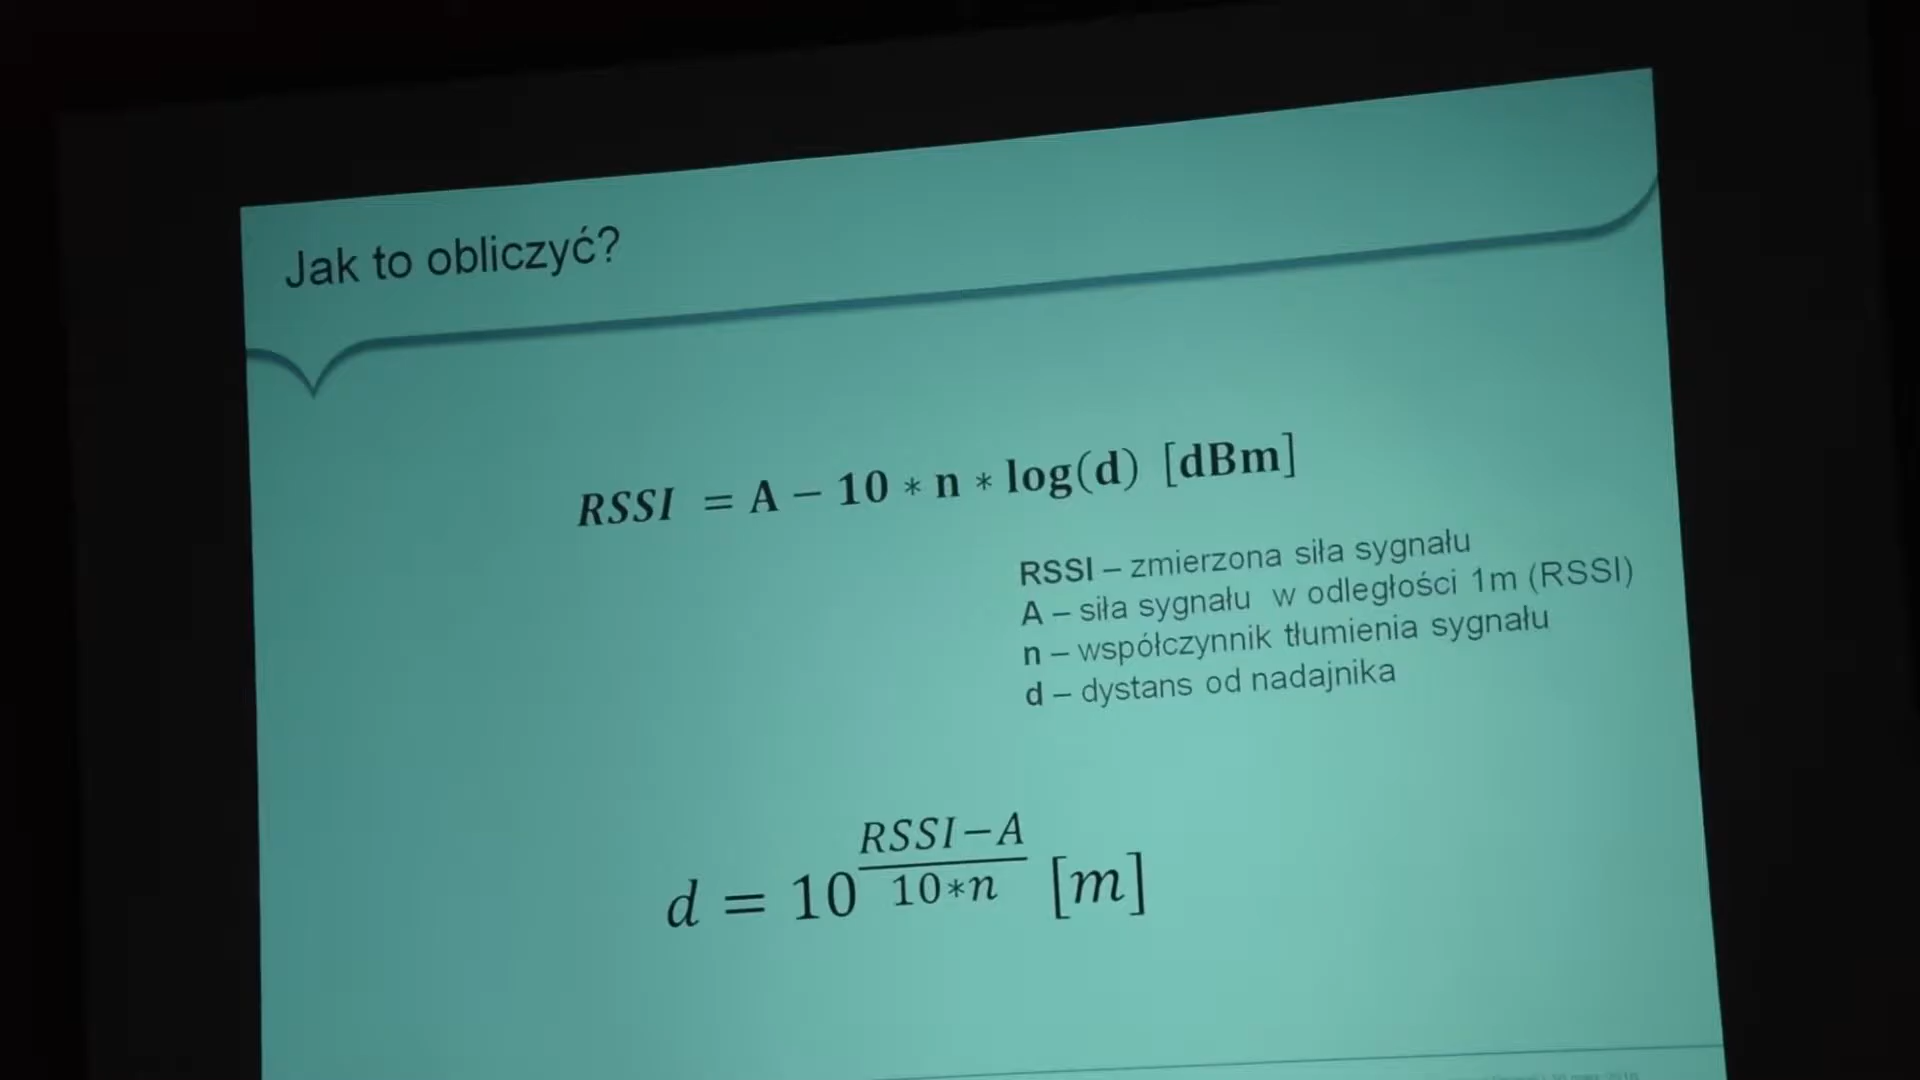 Jak to obliczyć?
RSSI = A − 10 * n * log(d) [dBm]
RSSI – zmierzona siła sygnału
A – siła sygnału w odległości 1m (RSSI)
n – współczynnik tłumienia sygnału
d – dystans od nadajnika
d = 10^((RSSI−A)/(10*n)) [m]